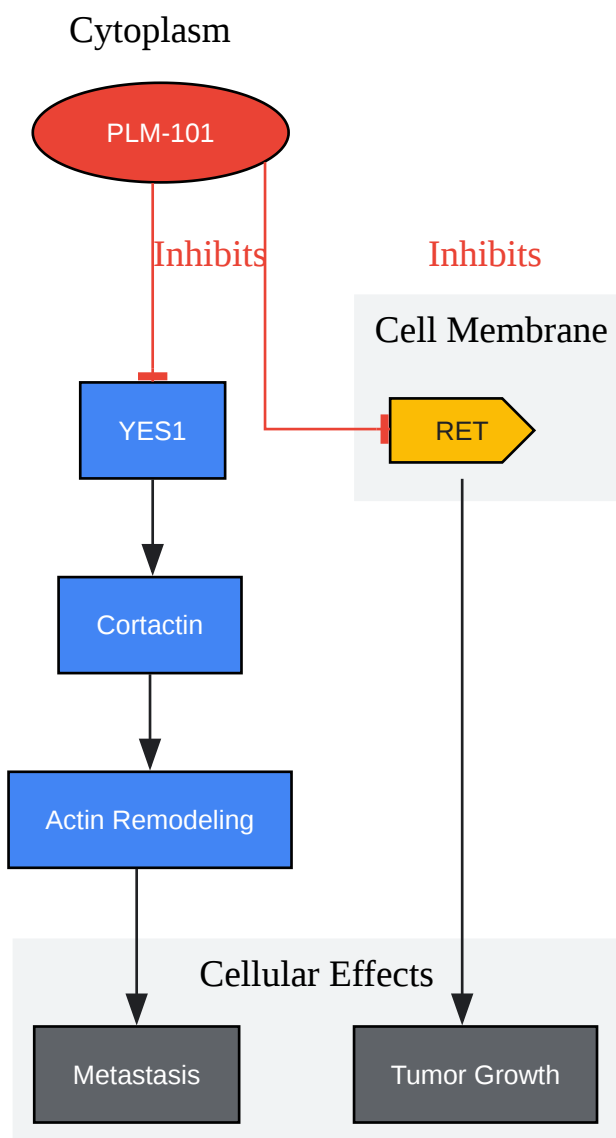 Cytoplasm
PLM-101
Inhibits
Inhibits
Cell Membrane
YES1
RET
Cortactin
Actin Remodeling
Cellular Effects
Metastasis
Tumor Growth